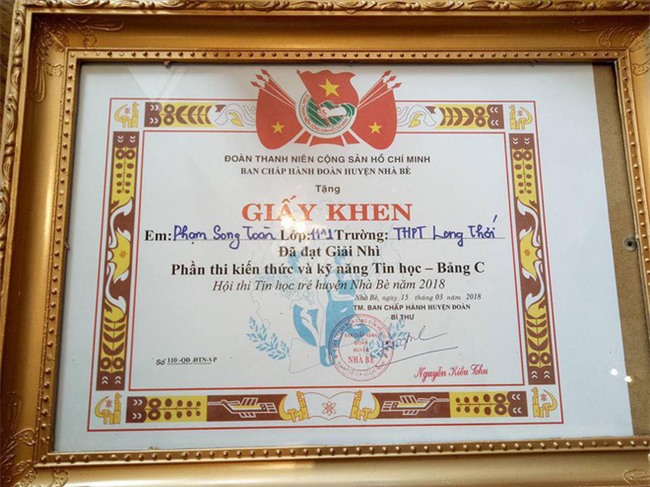 ĐOÀN THANH NIÊN CỘNG SẢN HỒ CHÍ MINH
BAN CHẤP HÀNH ĐOÀN HUYỆN NHÀ BÈ
Tặng
GIẤY KHEN
Em: Phạm Song Toàn Lớp: 11A1 Trường: THPT Long Thới
Đã đạt Giải Nhì
Phần thi kiến thức và kỹ năng Tin học – Bảng C
Hội thi Tin học trẻ huyện Nhà Bè năm 2018
Nhà Bè, ngày 15 tháng 03 năm 2018
TM. BAN CHẤP HÀNH HUYỆN ĐOÀN
BÍ THƯ
NHÀ BÈ
Số 110 -QĐ/ĐTN-VP
Nguyễn Kiều Thu